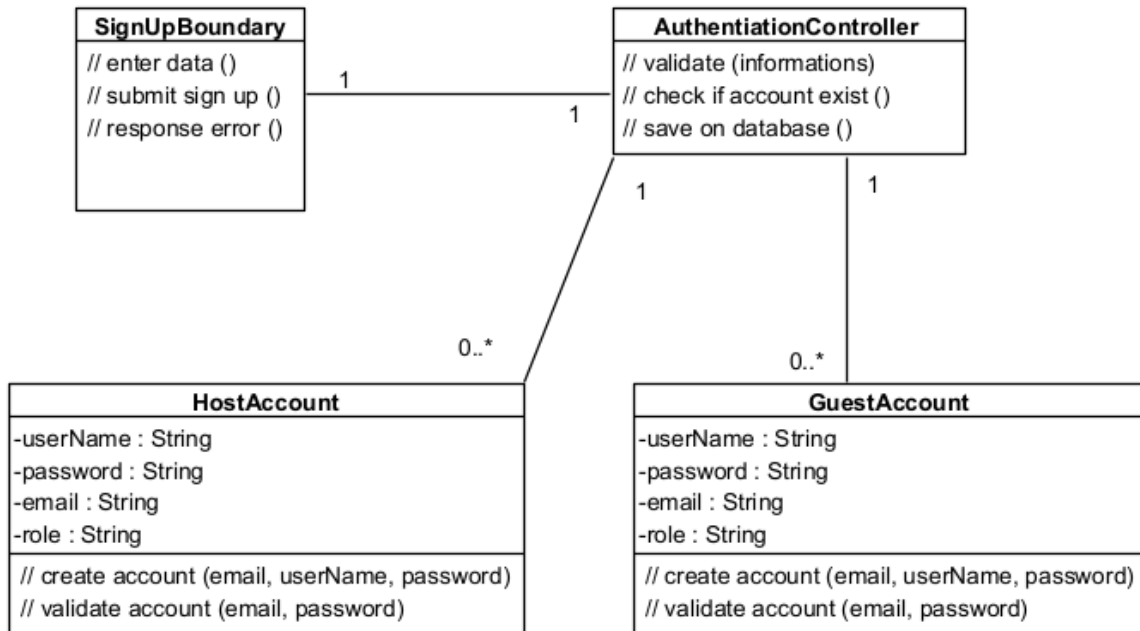 SignUpBoundary
// enter data ()
// submit sign up ()
// response error ()
1
1
AuthentiationController
// validate (informations)
// check if account exist ()
// save on database ()
1
1
0..*
0..*
HostAccount
-userName : String
-password : String
-email : String
-role : String
// create account (email, userName, password)
// validate account (email, password)
GuestAccount
-userName : String
-password : String
-email : String
-role : String
// create account (email, userName, password)
// validate account (email, password)